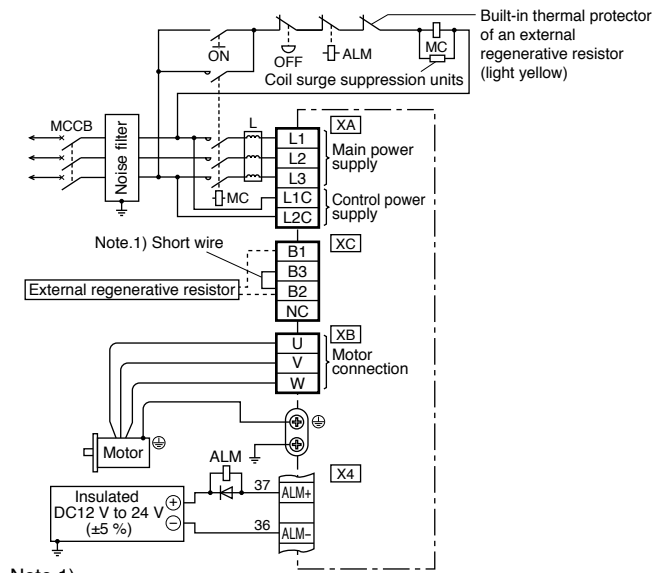 Built-in thermal protector
of an external
regenerative resistor
(light yellow)
ON
OFF
ALM
MC
Coil surge suppression units
MCCB
Noise filter
L
MC
XA
L1
L2
L3
L1C
L2C
Main power
supply
Control power
supply
Note.1) Short wire
External regenerative resistor
XC
B1
B3
B2
NC
XB
U
V
W
Motor
connection
Motor
ALM
X4
Insulated
DC12 V to 24 V
(±5 %)
+
−
37
ALM+
36
ALM−
Note 1)